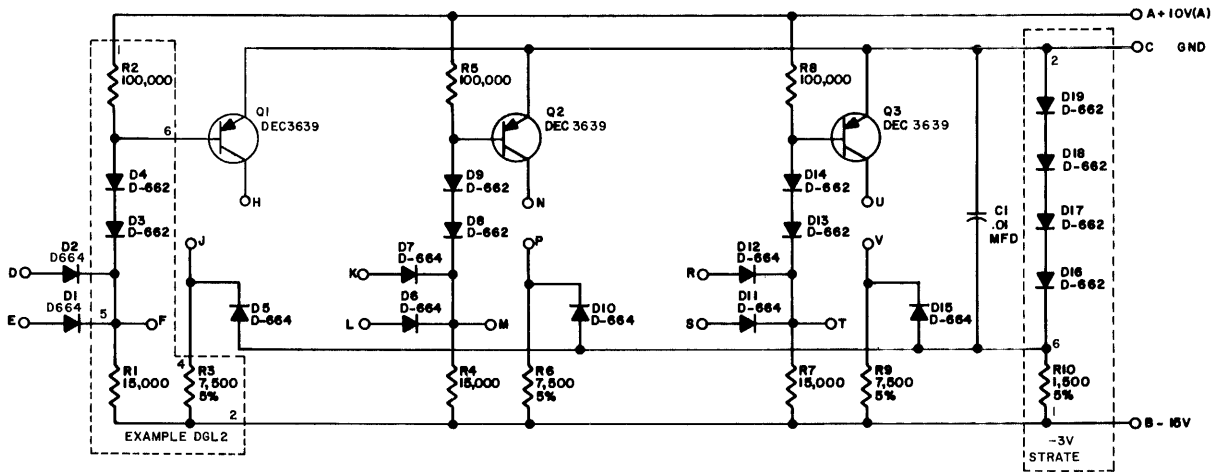 A+10V(A)
C GND
R2
100,000
R5
100,000
R8
100,000
2
6
Q1
DEC3639
Q2
DEC 3639
Q3
DEC 3639
D19
D-662
D18
D-662
D17
D-662
D16
D-662
D4
D-662
D9
D-662
D14
D-662
H
N
U
C1
.01
MFD
D3
D-662
D8
D-662
D13
D-662
J
P
V
D2
D664
D7
D-664
D12
D-664
D
K
R
D1
D664
D6
D-664
D11
D-664
E
5
F
L
M
S
T
D5
D-664
D10
D-664
D15
D-664
6
4
R1
15,000
R3
7,500
5%
R4
15,000
R6
7,500
5%
R7
15,000
R9
7,500
5%
R10
1,500
5%
2
1
B-15V
EXAMPLE DGL2
-3V
STRATE